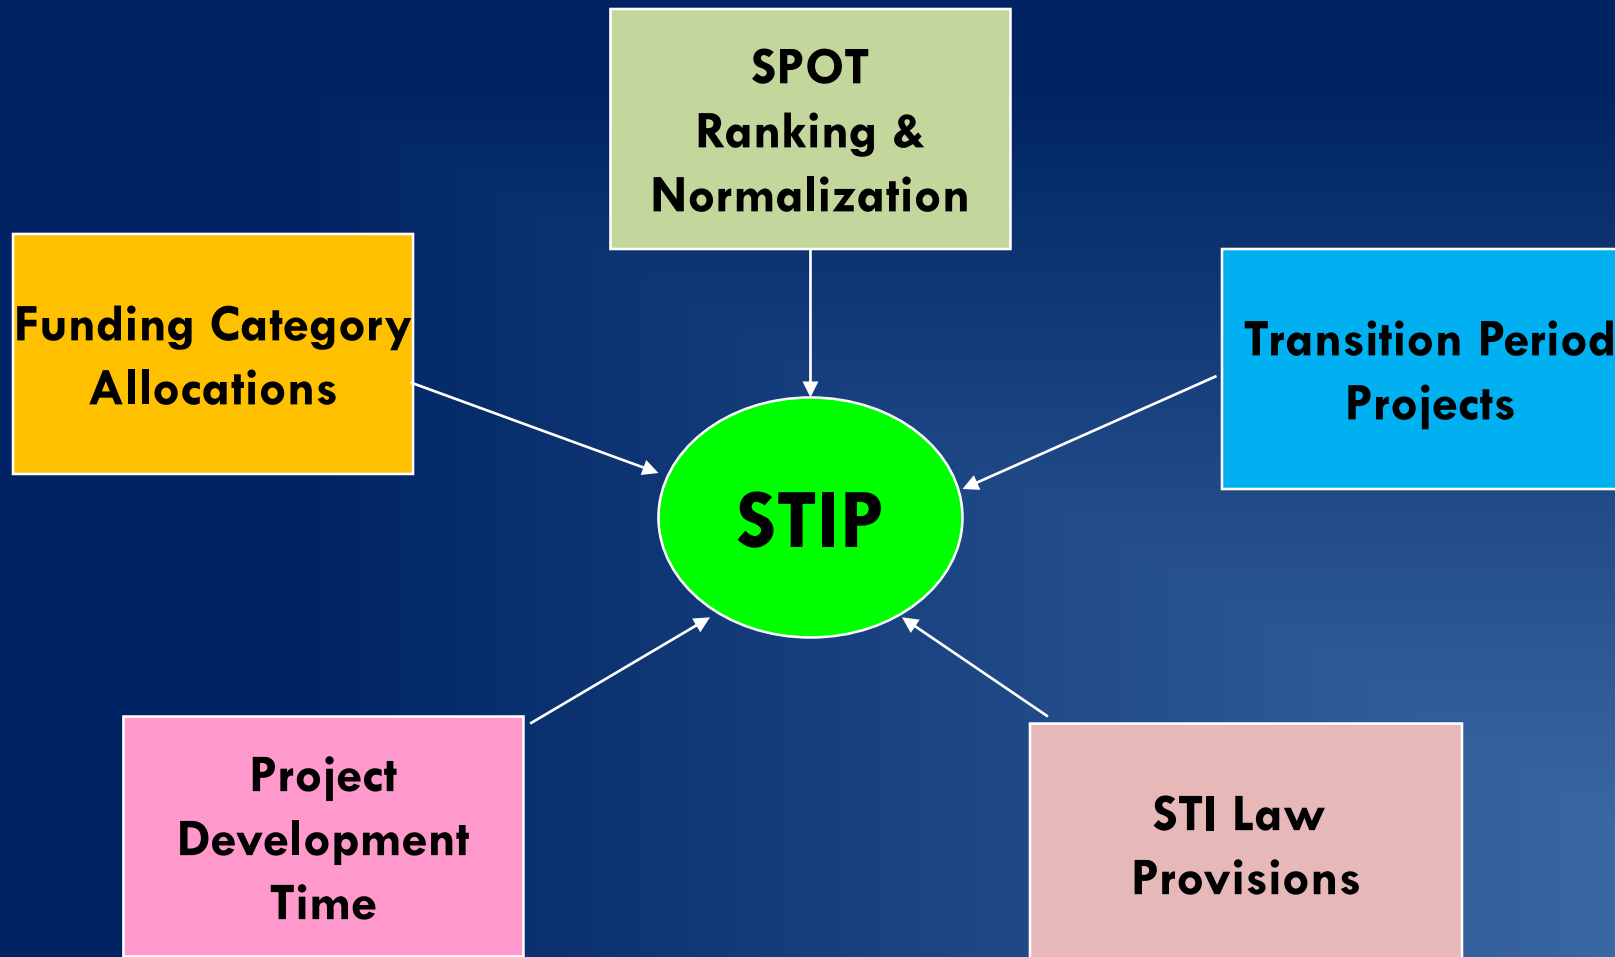 SPOT
Ranking &
Normalization
Funding Category
Allocations
Transition Period
Projects
STIP
Project
Development
Time
STI Law
Provisions